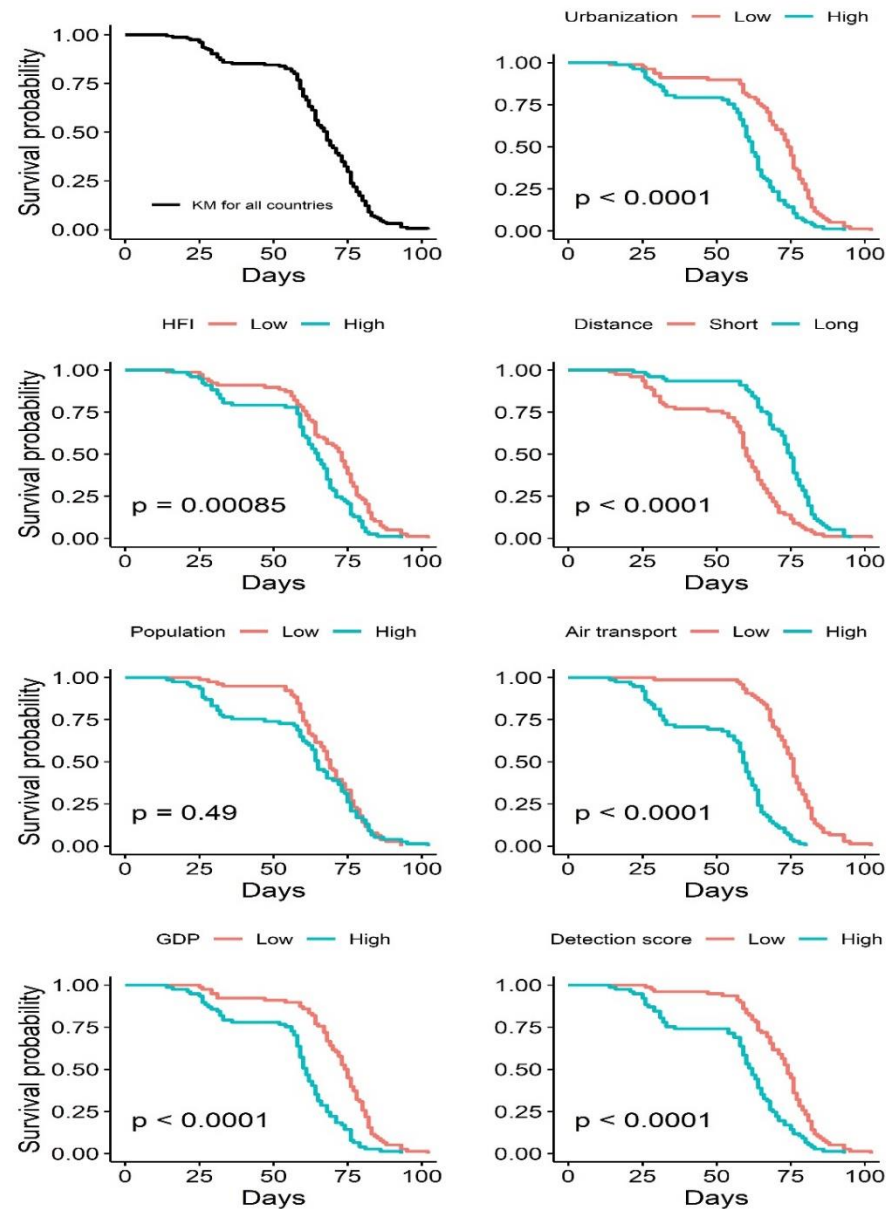 Survival probability
1.00
0.75
0.50
0.25
0.00
KM for all countries
0 25 50 75 100
Days
Urbanization Low High
1.00
0.75
0.50
0.25
0.00
p < 0.0001
0 25 50 75 100
Days
HFI Low High
Survival probability
1.00
0.75
0.50
0.25
0.00
p = 0.00085
0 25 50 75 100
Days
Distance Short Long
1.00
0.75
0.50
0.25
0.00
p < 0.0001
0 25 50 75 100
Days
Population Low High
Survival probability
1.00
0.75
0.50
0.25
0.00
p = 0.49
0 25 50 75 100
Days
Air transport Low High
1.00
0.75
0.50
0.25
0.00
p < 0.0001
0 25 50 75 100
Days
GDP Low High
Survival probability
1.00
0.75
0.50
0.25
0.00
p < 0.0001
0 25 50 75 100
Days
Detection score Low High
1.00
0.75
0.50
0.25
0.00
p < 0.0001
0 25 50 75 100
Days